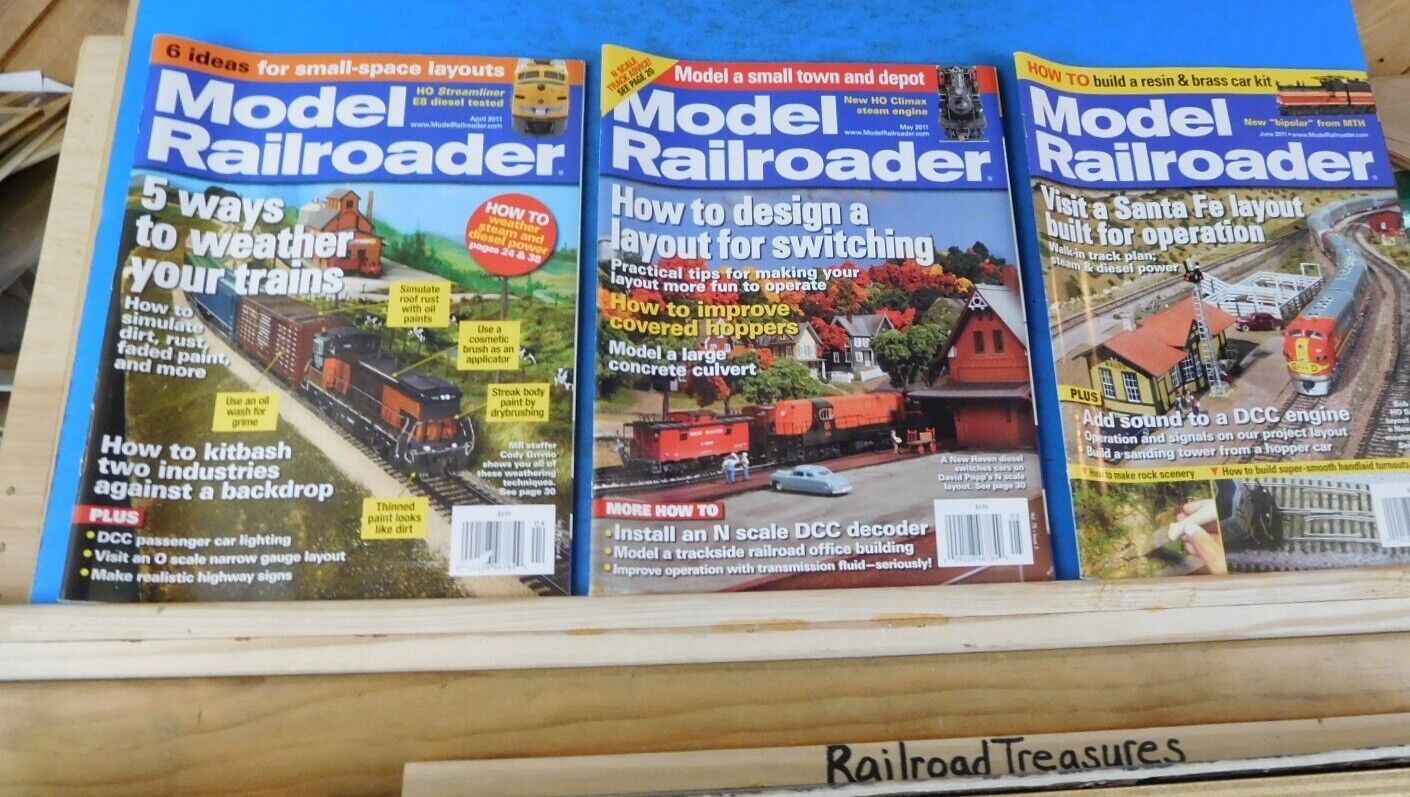 6 ideas for small-space layouts
Model
Railroader
HO Streamliner
E8 diesel tested
April 2011
www.ModelRailroader.com
5 ways
to weather
your trains
HOW TO
weather
steam and
diesel power
pages 24 & 38
How to
simulate
dirt, rust,
faded paint,
and more
Simulate
roof rust
with oil
paints
Use a
cosmetic
brush as an
applicator
Streak body
paint by
drybrushing
Use an oil
wash for
grime
How to kitbash
two industries
against a backdrop
MR staffer
Cody Grivno
shows you all of
these weathering
techniques.
See page 30
Thinned
paint looks
like dirt
PLUS
• DCC passenger car lighting
• Visit an O scale narrow gauge layout
• Make realistic highway signs
N SCALE
TRACK ADVICE!
SEE PAGE 20
Model a small town and depot
Model
Railroader
New HO Climax
steam engine
May 2011
www.ModelRailroader.com
How to design a
layout for switching
Practical tips for making your
layout more fun to operate
How to improve
covered hoppers
Model a large
concrete culvert
NEW HAVEN
A New Haven diesel
switches cars on
David Popp's N scale
layout. See page 30
MORE HOW TO
• Install an N scale DCC decoder
• Model a trackside railroad office building
• Improve operation with transmission fluid—seriously!
HOW TO build a resin & brass car kit
Model
Railroader
New "bipolar" from MTH
June 2011 • www.ModelRailroader.com
Visit a Santa Fe layout
built for operation
Walk-in track plan;
steam & diesel power
PLUS
• Add sound to a DCC engine
• Operation and signals on our project layout
• Build a sanding tower from a hopper car
How to make rock scenery ▼ How to build super-smooth handlaid turnouts
Railroad Treasures